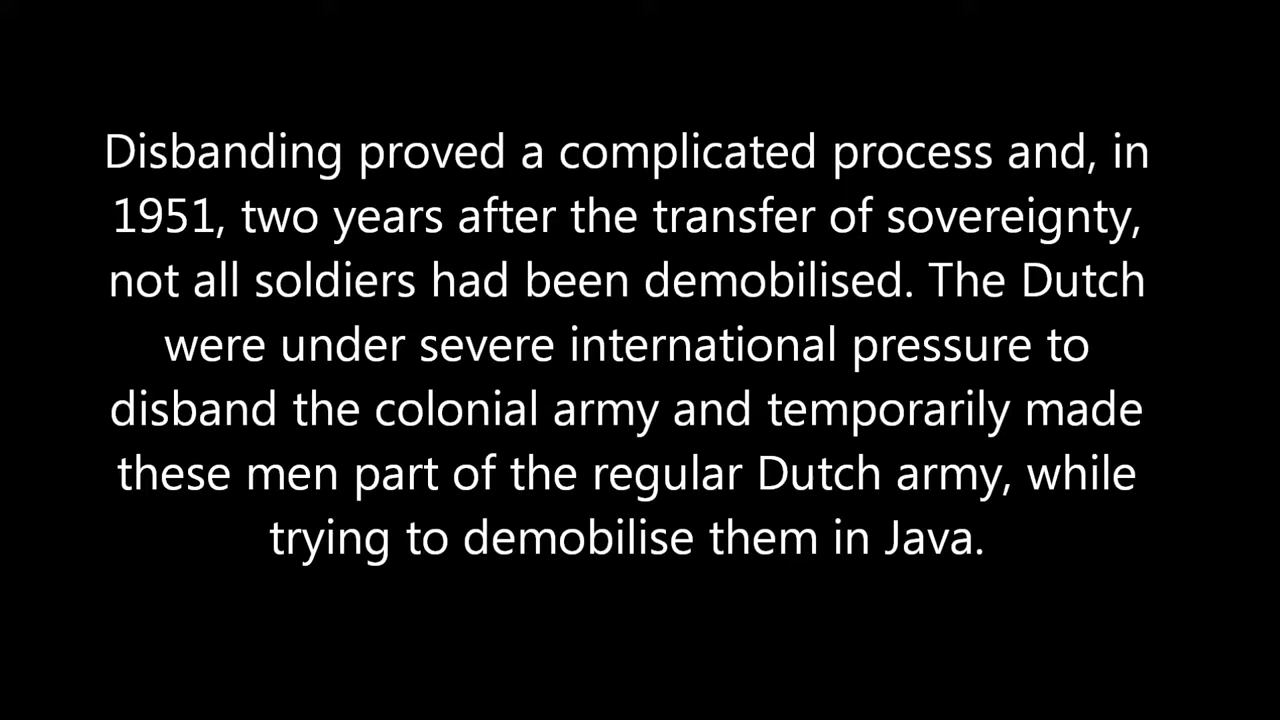 Disbanding proved a complicated process and, in
1951, two years after the transfer of sovereignty,
not all soldiers had been demobilised. The Dutch
were under severe international pressure to
disband the colonial army and temporarily made
these men part of the regular Dutch army, while
trying to demobilise them in Java.